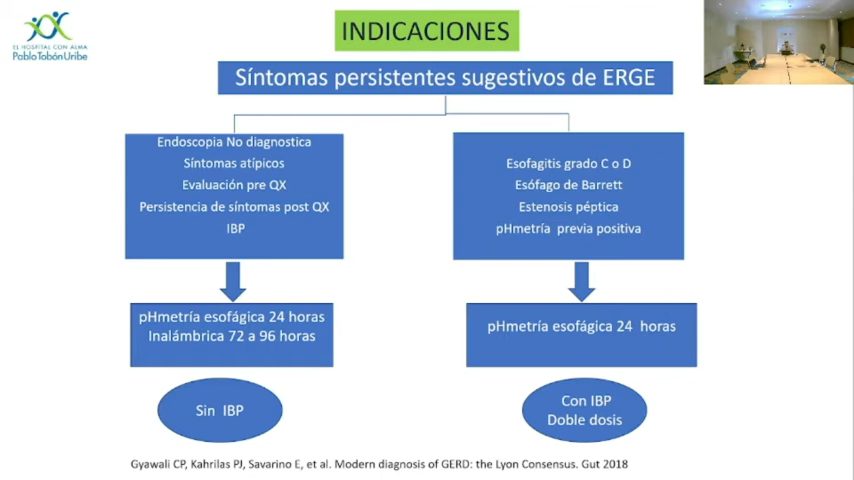 EL HOSPITAL CON ALMA
Pablo Tobón Uribe
INDICACIONES
Síntomas persistentes sugestivos de ERGE
Endoscopia No diagnostica
Síntomas atípicos
Evaluación pre QX
Persistencia de síntomas post QX
IBP
Esofagitis grado C o D
Esófago de Barrett
Estenosis péptica
pHmetría previa positiva
pHmetría esofágica 24 horas
Inalámbrica 72 a 96 horas
pHmetría esofágica 24 horas
Sin IBP
Con IBP
Doble dosis
Gyawali CP, Kahrilas PJ, Savarino E, et al. Modern diagnosis of GERD: the Lyon Consensus. Gut 2018